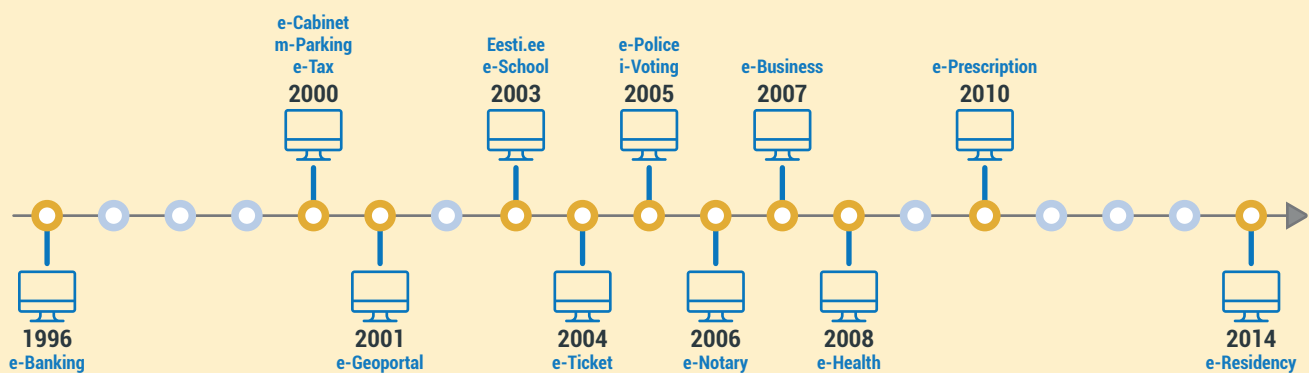 e-Cabinet
m-Parking
e-Tax
2000
Eesti.ee
e-School
2003
e-Police
i-Voting
2005
e-Business
2007
e-Prescription
2010
1996
e-Banking
2001
e-Geoportal
2004
e-Ticket
2006
e-Notary
2008
e-Health
2014
e-Residency